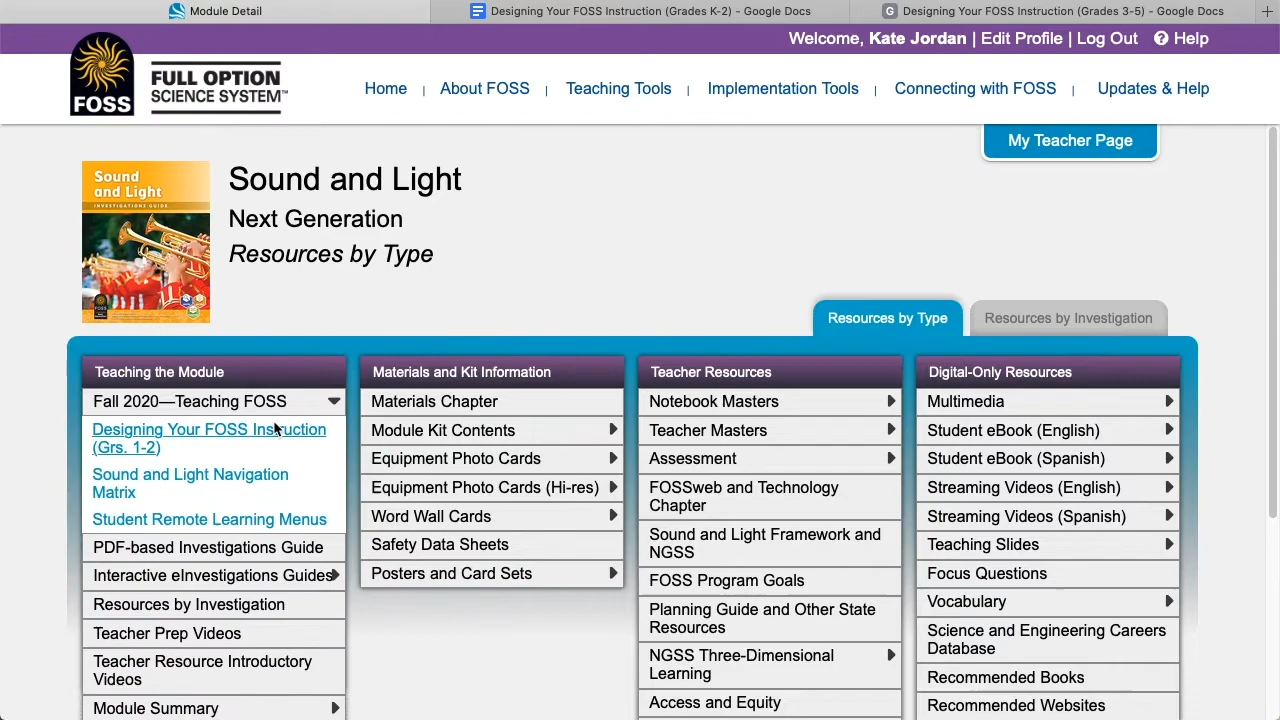 Module Detail
Designing Your FOSS Instruction (Grades K-2) - Google Docs
G Designing Your FOSS Instruction (Grades 3-5) - Google Docs
Welcome, Kate Jordan | Edit Profile | Log Out ? Help
FOSS
FULL OPTION
SCIENCE SYSTEM™
Home | About FOSS | Teaching Tools | Implementation Tools | Connecting with FOSS | Updates & Help
My Teacher Page
Sound
and Light
INVESTIGATIONS GUIDE
Sound and Light
Next Generation
Resources by Type
Resources by Type
Resources by Investigation
Teaching the Module
Fall 2020—Teaching FOSS
Designing Your FOSS Instruction
(Grs. 1-2)
Sound and Light Navigation
Matrix
Student Remote Learning Menus
PDF-based Investigations Guide
Interactive eInvestigations Guides
Resources by Investigation
Teacher Prep Videos
Teacher Resource Introductory
Videos
Module Summary
Materials and Kit Information
Materials Chapter
Module Kit Contents
Equipment Photo Cards
Equipment Photo Cards (Hi-res)
Word Wall Cards
Safety Data Sheets
Posters and Card Sets
Teacher Resources
Notebook Masters
Teacher Masters
Assessment
FOSSweb and Technology
Chapter
Sound and Light Framework and
NGSS
FOSS Program Goals
Planning Guide and Other State
Resources
NGSS Three-Dimensional
Learning
Access and Equity
Digital-Only Resources
Multimedia
Student eBook (English)
Student eBook (Spanish)
Streaming Videos (English)
Streaming Videos (Spanish)
Teaching Slides
Focus Questions
Vocabulary
Science and Engineering Careers
Database
Recommended Books
Recommended Websites